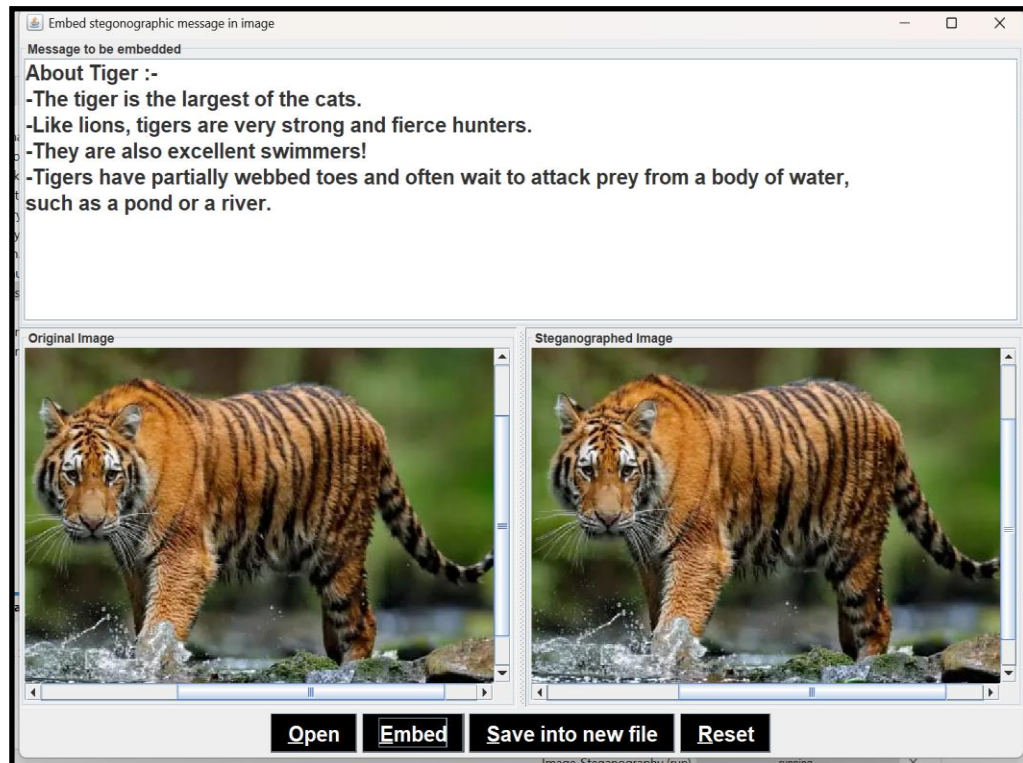 Embed stegonographic message in image
Message to be embedded
About Tiger :-
-The tiger is the largest of the cats.
-Like lions, tigers are very strong and fierce hunters.
-They are also excellent swimmers!
-Tigers have partially webbed toes and often wait to attack prey from a body of water,
such as a pond or a river.
Original Image
Steganographed Image
Open
Embed
Save into new file
Reset